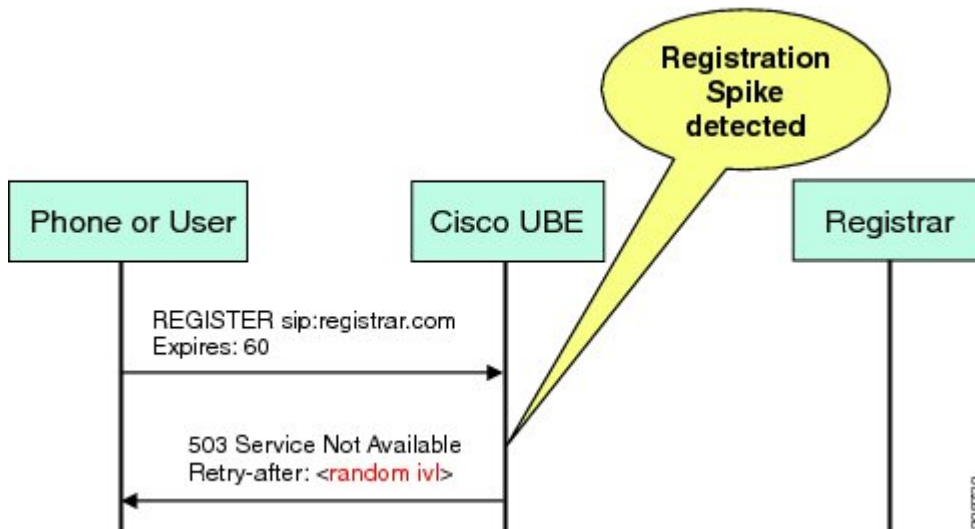 Registration
Spike
detected
Phone or User
Cisco UBE
Registrar
REGISTER sip:registrar.com
Expires: 60
503 Service Not Available
Retry-after: <random ivl>